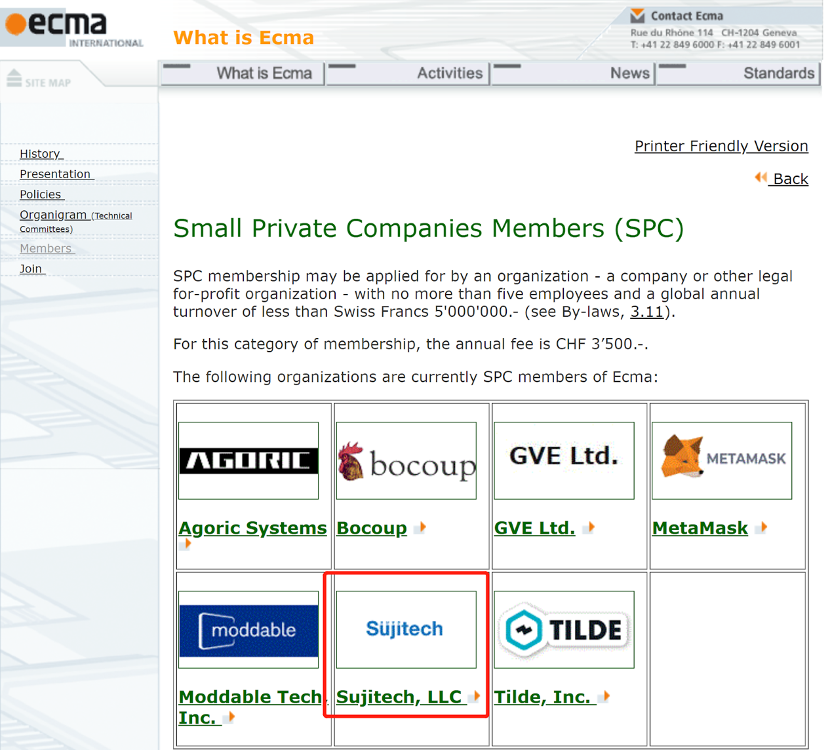 ecma
INTERNATIONAL
What is Ecma
Contact Ecma
Rue du Rhône 114 CH-1204 Geneva
T: +41 22 849 6000 F: +41 22 849 6001
SITE MAP
What is Ecma
Activities
News
Standards
History
Presentation
Policies
Organigram (Technical
Committees)
Members
Join
Printer Friendly Version
Back
Small Private Companies Members (SPC)
SPC membership may be applied for by an organization - a company or other legal
for-profit organization - with no more than five employees and a global annual
turnover of less than Swiss Francs 5'000'000.- (see By-laws, 3.11).
For this category of membership, the annual fee is CHF 3’500.-.
The following organizations are currently SPC members of Ecma:
AGORIC
bocoup
GVE Ltd.
METAMASK
Agoric Systems
Bocoup
GVE Ltd.
MetaMask
moddable
Süjitech
TILDE
Moddable Tech,
Inc.
Sujitech, LLC
Tilde, Inc.